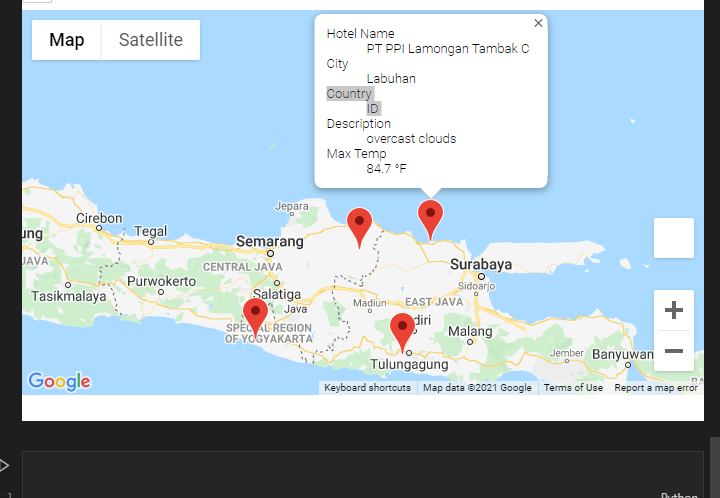 Map Satellite
Hotel Name
PT PPI Lamongan Tambak C
City
Labuhan
Country
ID
Description
overcast clouds
Max Temp
84.7 °F
Jepara
Cirebon
Tegal
ung
Semarang
Surabaya
JAVA
CENTRAL JAVA
Sidoarjo
Purwokerto
Salatiga
Tasikmalaya
Java
Madiun
EAST JAVA
diri
SPECIAL REGION
OF YOGYAKARTA
Malang
Jember
Banyuwan
Tulungagung
Google
Keyboard shortcuts Map data ©2021 Google Terms of Use Report a map error
1
Python